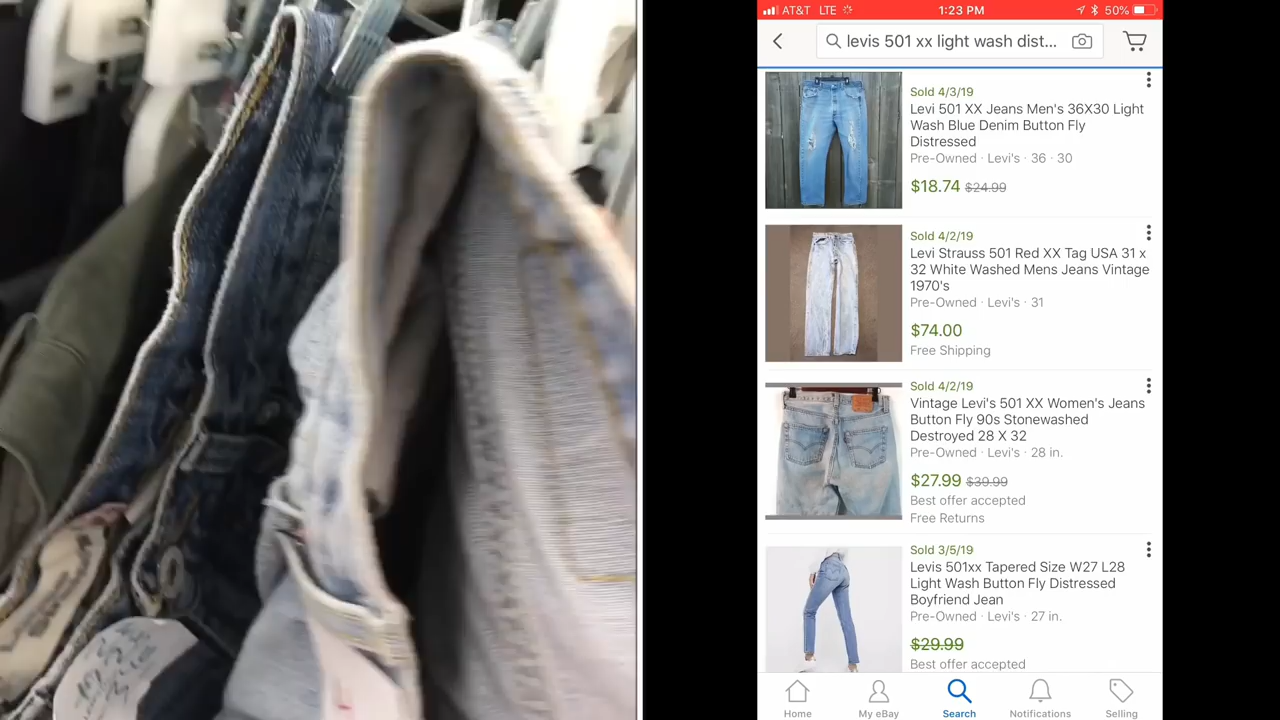 AT&T LTE 1:23 PM 50%
levis 501 xx light wash dist...
Sold 4/3/19
Levi 501 XX Jeans Men's 36X30 Light
Wash Blue Denim Button Fly
Distressed
Pre-Owned · Levi's · 36 · 30
$18.74 $24.99
Sold 4/2/19
Levi Strauss 501 Red XX Tag USA 31 x
32 White Washed Mens Jeans Vintage
1970's
Pre-Owned · Levi's · 31
$74.00
Free Shipping
Sold 4/2/19
Vintage Levi's 501 XX Women's Jeans
Button Fly 90s Stonewashed
Destroyed 28 X 32
Pre-Owned · Levi's · 28 in.
$27.99 $39.99
Best offer accepted
Free Returns
Sold 3/5/19
Levis 501xx Tapered Size W27 L28
Light Wash Button Fly Distressed
Boyfriend Jean
Pre-Owned · Levi's · 27 in.
$29.99
Best offer accepted
Home My eBay Search Notifications Selling